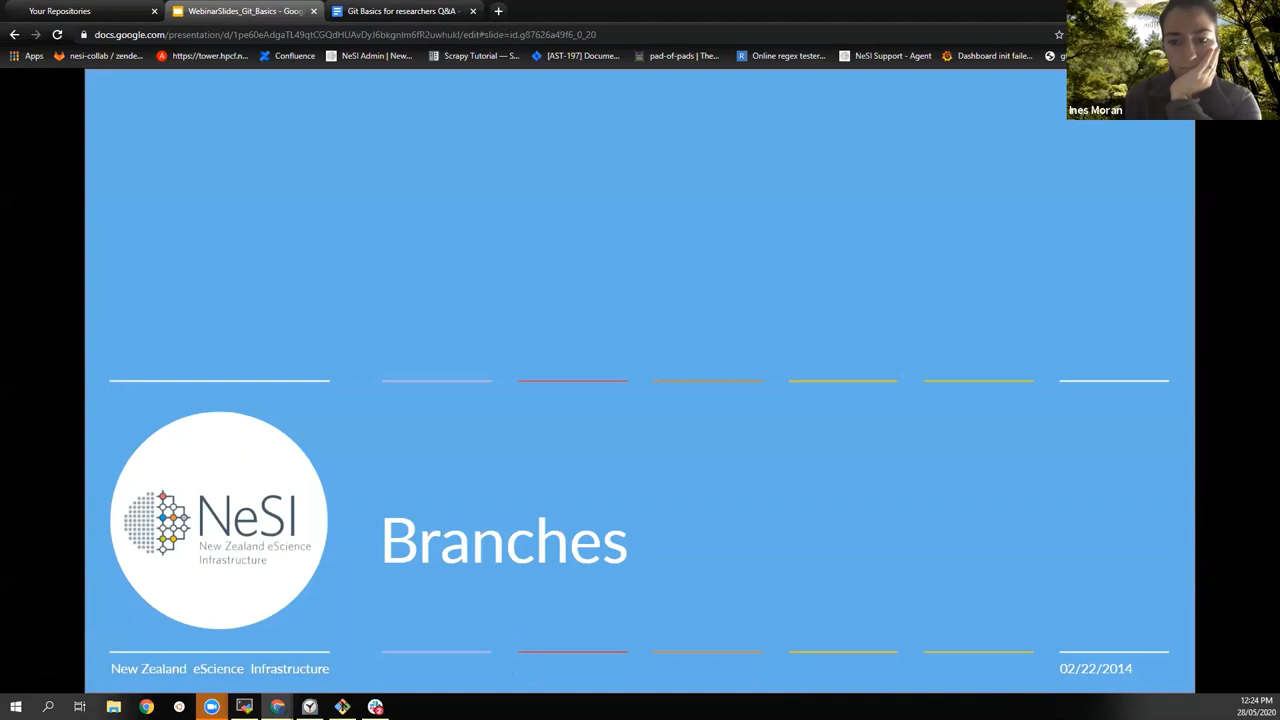 Your Repositories
WebinarSlides_Git_Basics - Goog
Git Basics for researchers Q&A -
docs.google.com/presentation/d/1pe60eAdgaTL49qtCGQdHUAvDyJ6bkgnIm6fR2uwhukI/edit#slide=id.g87626a49f6_0_20
Apps
nesi-collab / zende...
https://tower.hpcf.n...
Confluence
NeSI Admin | New...
Scrapy Tutorial — S...
[AST-197] Docume...
pad-of-pads | The...
Online regex tester...
NeSI Support - Agent
Dashboard init faile...
Ines Moran
NeSI
New Zealand eScience
Infrastructure
Branches
New Zealand eScience Infrastructure
02/22/2014
12:24 PM
28/05/2020